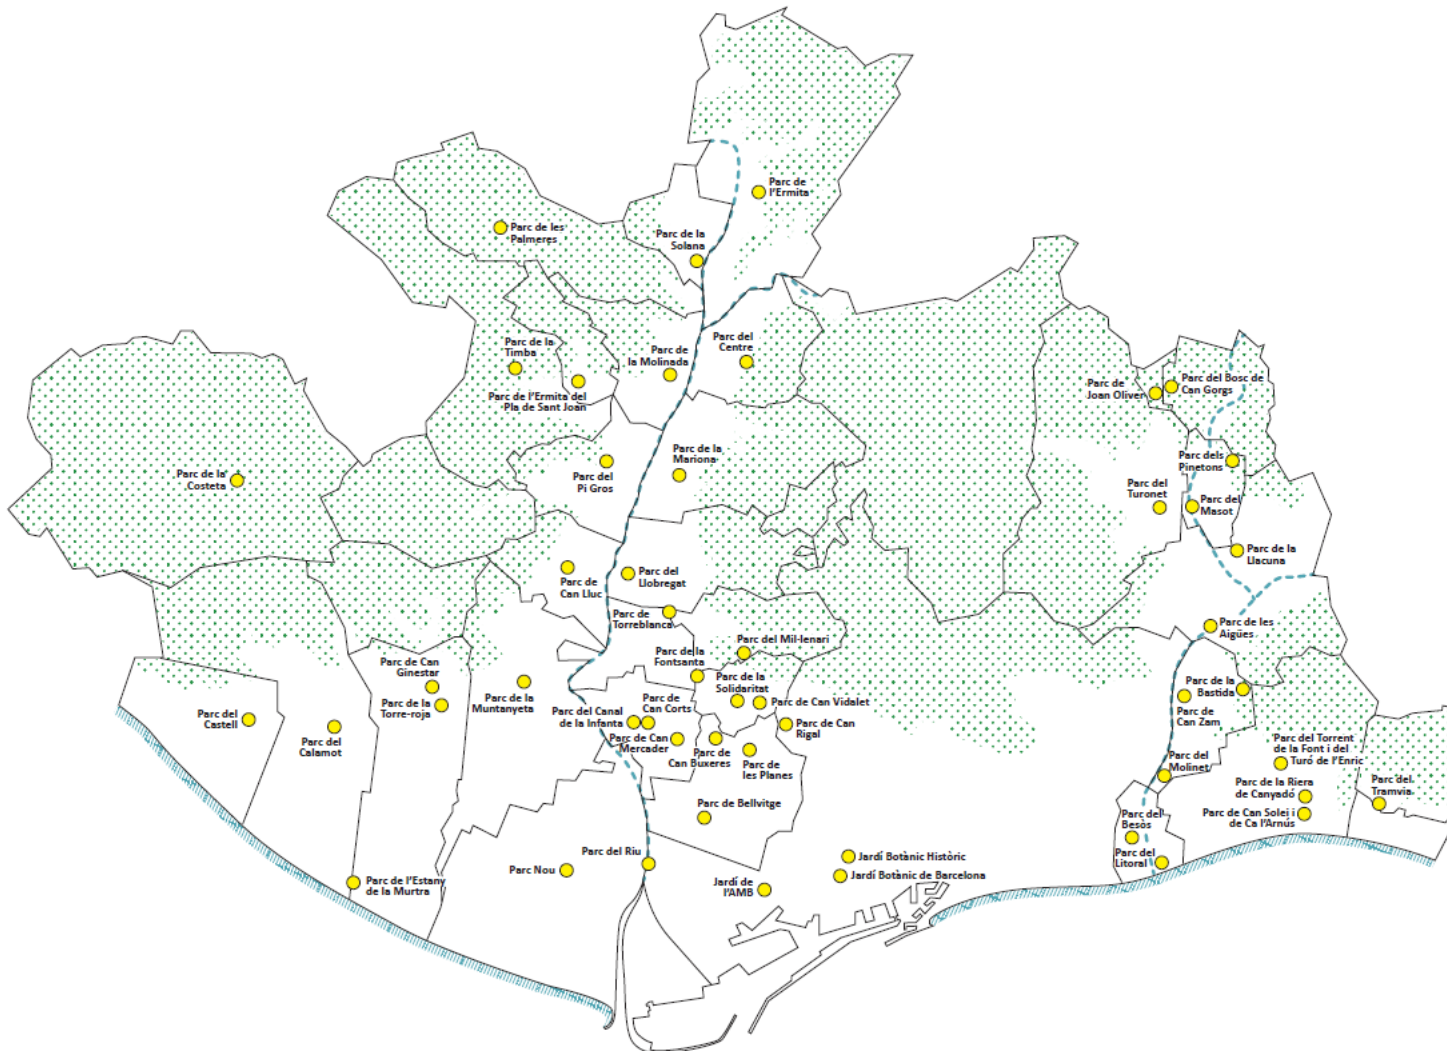 Parc de
l'Ermita
Parc de les
Palmeres
Parc de la
Solana
Parc de la
Timba
Parc de
la Molinada
Parc del
Centre
Parc de l'Ermita del
Pla de Sant Joan
Parc de
Joan Oliver
Parc del Bosc de
Can Gorgs
Parc de la
Costeta
Parc del
Pi Gros
Parc de la
Mariona
Parc dels
Pinetons
Parc del
Turonet
Parc del
Masot
Parc de la
Llacuna
Parc de
Can Lluc
Parc del
Llobregat
Parc de
Torreblanca
Parc de les
Aigües
Parc del Mil·lenari
Parc de la
Fontsanta
Parc de Can
Ginestar
Parc de la
Torre-roja
Parc de la
Muntanyeta
Parc de la
Solidaritat
Parc de Can Vidalet
Parc de la
Bastida
Parc de
Can Zam
Parc del
Castell
Parc del
Calamot
Parc del Canal
de la Infanta
Parc de
Can Corts
Parc de Can
Mercader
Parc de
Can Buxeres
Parc de
les Planes
Parc de Can
Rigal
Parc del Torrent
de la Font i del
Turó de l'Enric
Parc del
Molinet
Parc de la Riera
de Canyadó
Parc del
Tramvia
Parc de Can Solei i
de Ca l'Arnús
Parc de Bellvitge
Parc del
Besòs
Parc del
Litoral
Parc del Riu
Parc Nou
Parc de l'Estany
de la Murtra
Jardí Botànic Històric
Jardí Botànic de Barcelona
Jardí de
l'AMB